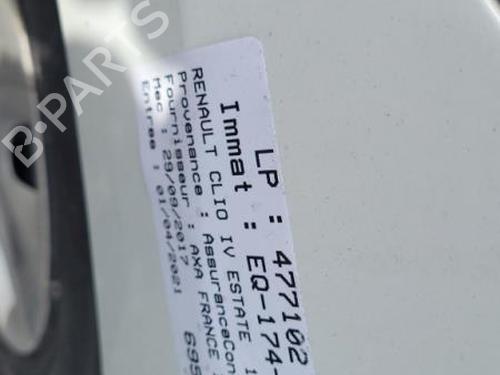 LP : 477102
Immat : EQ-174-
RENAULT CLIO IV ESTATE 1
Provenance : AssuranceCon
Fournisseur : AXA FRANCE
Mec : 29/09/2017
Entree : 01/04/2021
695
B-PARTS